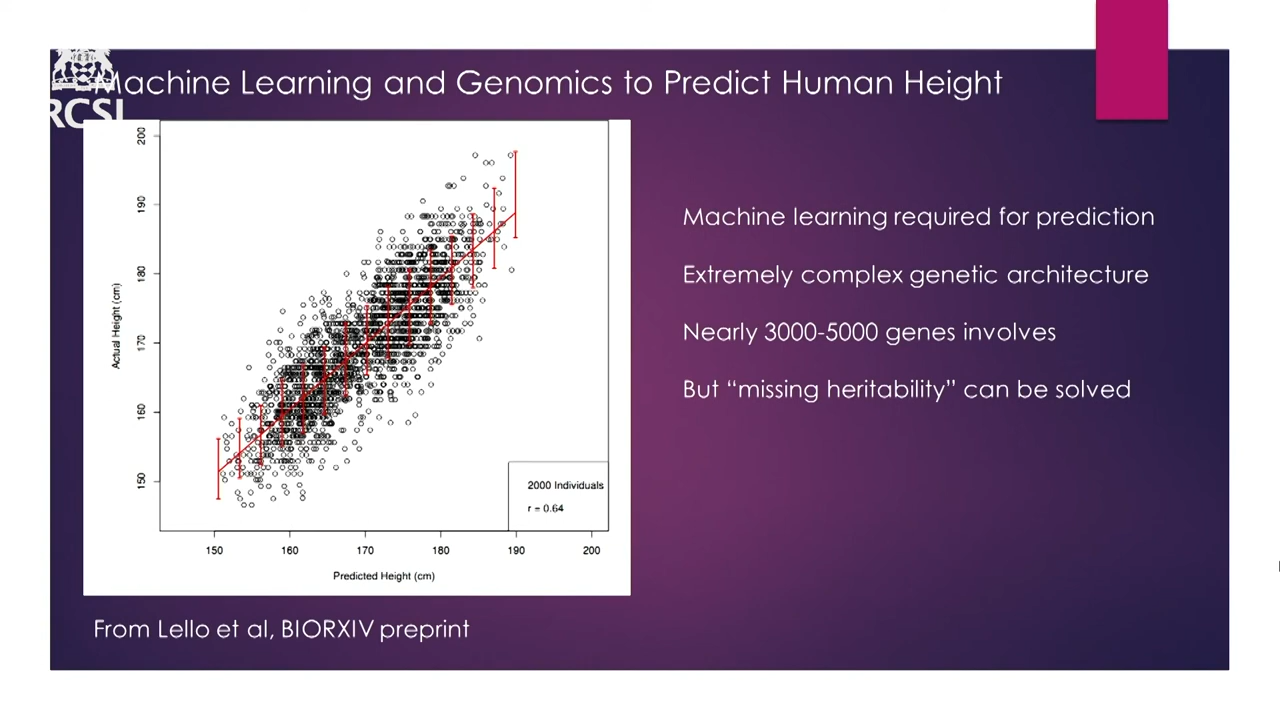 Machine Learning and Genomics to Predict Human Height
RCSI
200
190
180
170
160
150
Actual Height (cm)
2000 Individuals
r = 0.64
150 160 170 180 190 200
Predicted Height (cm)
Machine learning required for prediction
Extremely complex genetic architecture
Nearly 3000-5000 genes involves
But “missing heritability” can be solved
From Lello et al, BIORXIV preprint